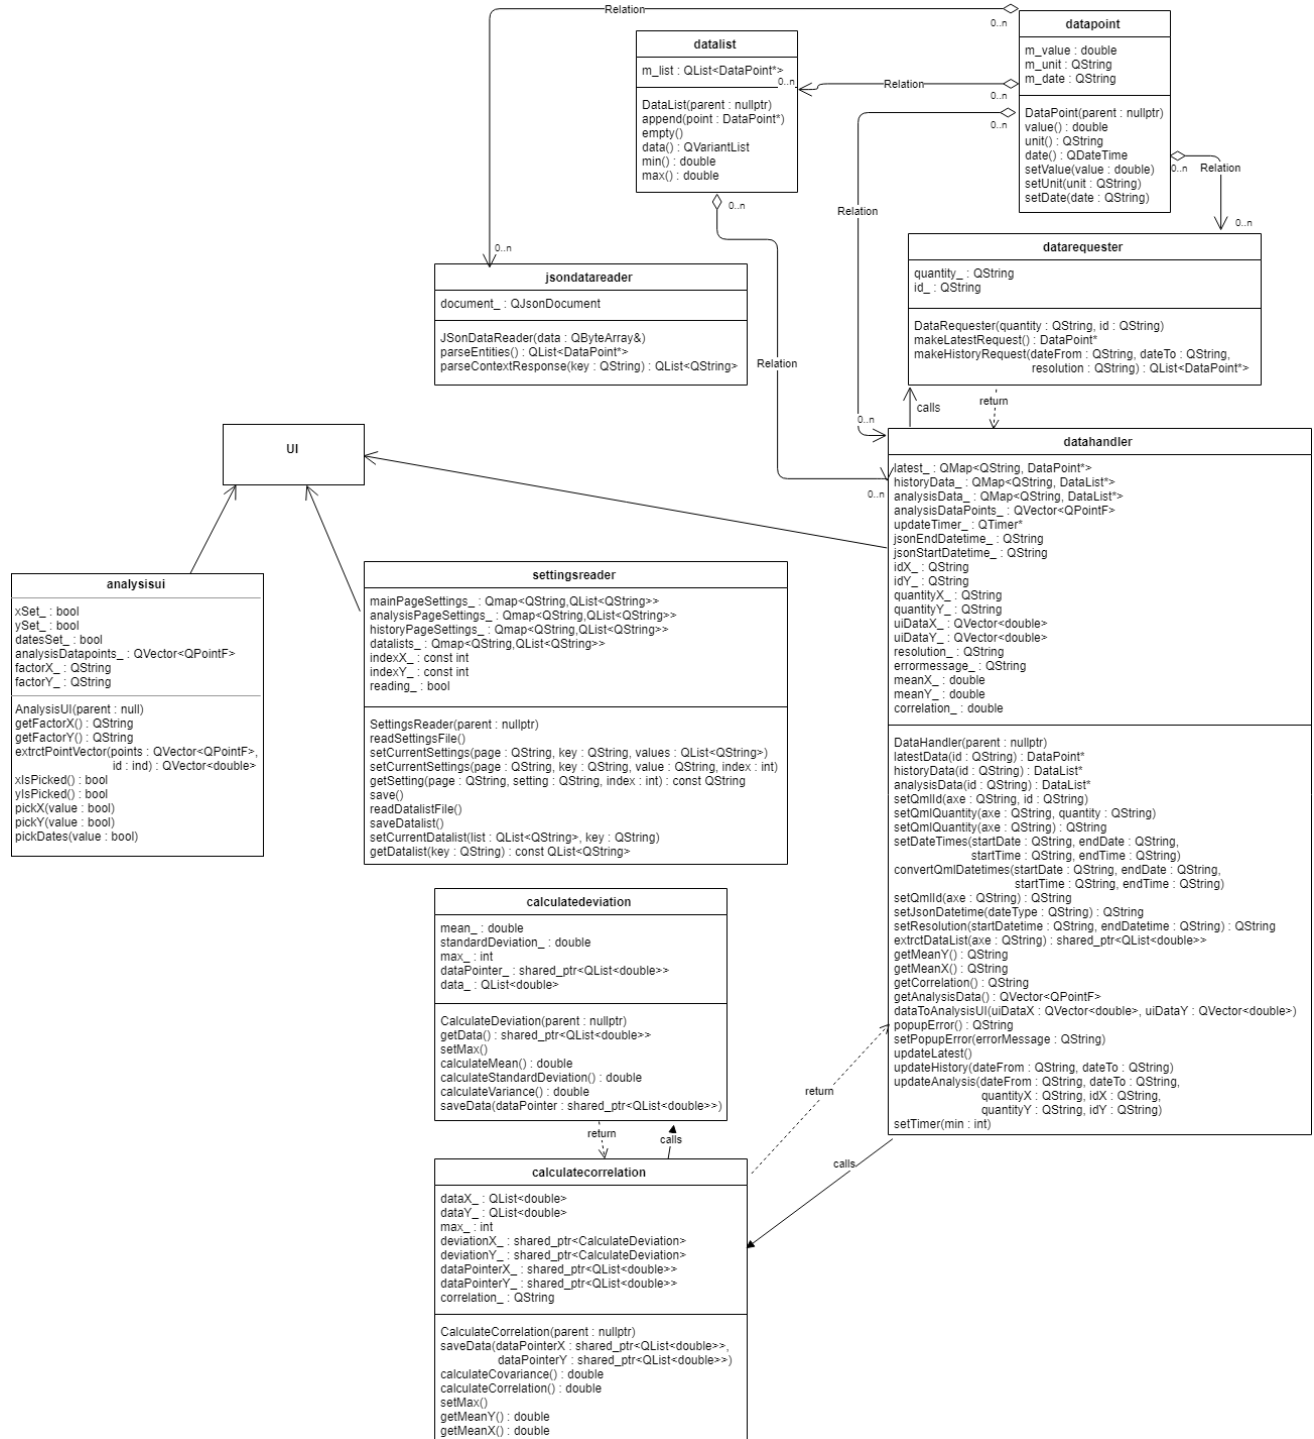 Relation
0..n
datapoint
m_value : double
m_unit : QString
m_date : QString
DataPoint(parent : nullptr)
value() : double
unit() : QString
date() : QDateTime
setValue(value : double)
setUnit(unit : QString)
setDate(date : QString)
datalist
m_list : QList<DataPoint*>
0..n
DataList(parent : nullptr)
append(point : DataPoint*)
empty()
data() : QVariantList
min() : double
max() : double
Relation
0..n
0..n
0..n
Relation
0..n
Relation
0..n
0..n
jsondatareader
document_ : QJsonDocument
JSonDataReader(data : QByteArray&)
parseEntities() : QList<DataPoint*>
parseContextResponse(key : QString) : QList<QString>
datarequester
quantity_ : QString
id_ : QString
DataRequester(quantity : QString, id : QString)
makeLatestRequest() : DataPoint*
makeHistoryRequest(dateFrom : QString, dateTo : QString,
resolution : QString) : QList<DataPoint*>
Relation
calls
return
0..n
0..n
UI
datahandler
latest_ : QMap<QString, DataPoint*>
historyData_ : QMap<QString, DataList*>
analysisData_ : QMap<QString, DataList*>
analysisDataPoints_ : QVector<QPointF>
updateTimer_ : QTimer*
jsonEndDatetime_ : QString
jsonStartDatetime_ : QString
idX_ : QString
idY_ : QString
quantityX_ : QString
quantityY_ : QString
uiDataX_ : QVector<double>
uiDataY_ : QVector<double>
resolution_ : QString
errormessage_ : QString
meanX_ : double
meanY_ : double
correlation_ : double
DataHandler(parent : nullptr)
latestData(id : QString) : DataPoint*
historyData(id : QString) : DataList*
analysisData(id : QString) : DataList*
setQmlId(axe : QString, id : QString)
setQmlQuantity(axe : QString, quantity : QString)
setQmlQuantity(axe : QString) : QString
setDateTimes(startDate : QString, endDate : QString,
startTime : QString, endTime : QString)
convertQmlDatetimes(startDate : QString, endDate : QString,
startTime : QString, endTime : QString)
setQmlId(axe : QString) : QString
setJsonDatetime(dateType : QString) : QString
setResolution(startDatetime : QString, endDatetime : QString) : QString
extrctDataList(axe : QString) : shared_ptr<QList<double>>
getMeanY() : QString
getMeanX() : QString
getCorrelation() : QString
getAnalysisData() : QVector<QPointF>
dataToAnalysisUI(uiDataX : QVector<double>, uiDataY : QVector<double>)
popupError() : QString
setPopupError(errorMessage : QString)
updateLatest()
updateHistory(dateFrom : QString, dateTo : QString)
updateAnalysis(dateFrom : QString, dateTo : QString,
quantityX : QString, idX : QString,
quantityY : QString, idY : QString)
setTimer(min : int)
analysisui
xSet_ : bool
ySet_ : bool
datesSet_ : bool
analysisDatapoints_ : QVector<QPointF>
factorX_ : QString
factorY_ : QString
AnalysisUI(parent : null)
getFactorX() : QString
getFactorY() : QString
extrctPointVector(points : QVector<QPointF>,
id : ind) : QVector<double>
xIsPicked() : bool
yIsPicked() : bool
pickX(value : bool)
pickY(value : bool)
pickDates(value : bool)
settingsreader
mainPageSettings_ : Qmap<QString,QList<QString>>
analysisPageSettings_ : Qmap<QString,QList<QString>>
historyPageSettings_ : Qmap<QString,QList<QString>>
datalists_ : Qmap<QString,QList<QString>>
indexX_ : const int
indexY_ : const int
reading_ : bool
SettingsReader(parent : nullptr)
readSettingsFile()
setCurrentSettings(page : QString, key : QString, values : QList<QString>)
setCurrentSettings(page : QString, key : QString, value : QString, index : int)
getSetting(page : QString, setting : QString, index : int) : const QString
save()
readDatalistFile()
saveDatalist()
setCurrentDatalist(list : QList<QString>, key : QString)
getDatalist(key : QString) : const QList<QString>
calculatedeviation
mean_ : double
standardDeviation_ : double
max_ : int
dataPointer_ : shared_ptr<QList<double>>
data_ : QList<double>
CalculateDeviation(parent : nullptr)
getData() : shared_ptr<QList<double>>
setMax()
calculateMean() : double
calculateStandardDeviation() : double
calculateVariance() : double
saveData(dataPointer : shared_ptr<QList<double>>)
return
calls
return
calls
calculatecorrelation
dataX_ : QList<double>
dataY_ : QList<double>
max_ : int
deviationX_ : shared_ptr<CalculateDeviation>
deviationY_ : shared_ptr<CalculateDeviation>
dataPointerX_ : shared_ptr<QList<double>>
dataPointerY_ : shared_ptr<QList<double>>
correlation_ : QString
CalculateCorrelation(parent : nullptr)
saveData(dataPointerX : shared_ptr<QList<double>>,
dataPointerY : shared_ptr<QList<double>>)
calculateCovariance() : double
calculateCorrelation() : double
setMax()
getMeanY() : double
getMeanX() : double